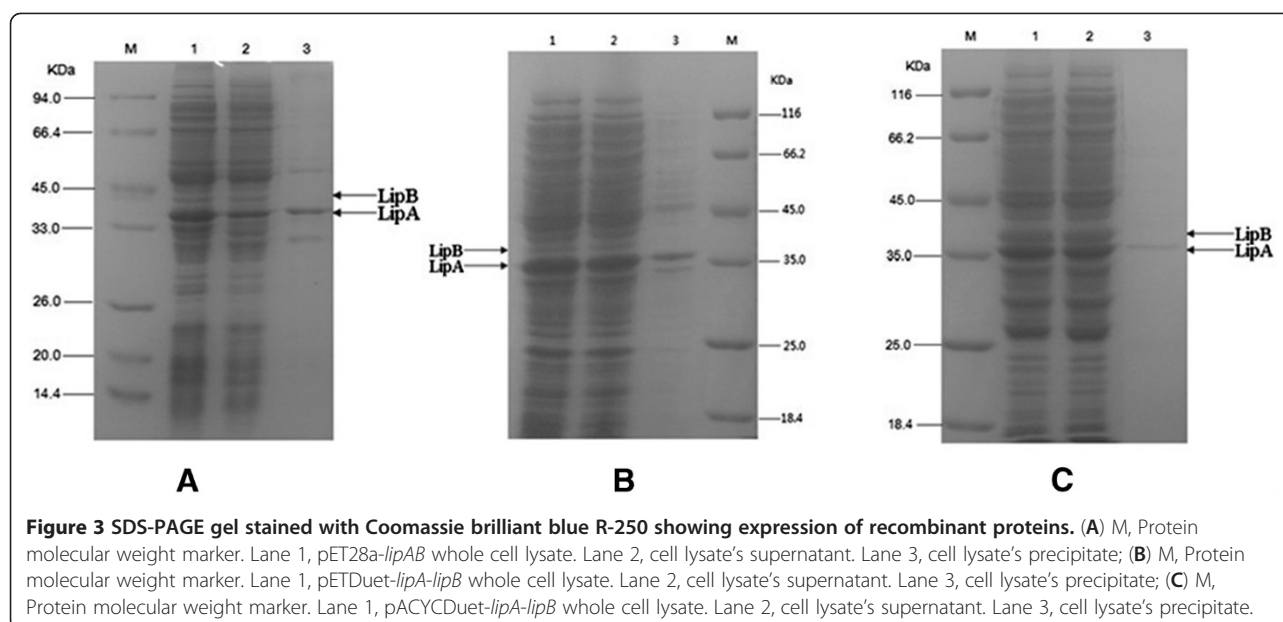 M 1 2 3
KDa
94.0
66.4
45.0
33.0
26.0
20.0
14.4
LipB
LipA
A
1 2 3 M
KDa
116
66.2
45.0
35.0
25.0
18.4
LipB
LipA
B
M 1 2 3
KDa
116
66.2
45.0
35.0
25.0
18.4
LipB
LipA
C
Figure 3 SDS-PAGE gel stained with Coomassie brilliant blue R-250 showing expression of recombinant proteins. (A) M, Protein
molecular weight marker. Lane 1, pET28a-lipAB whole cell lysate. Lane 2, cell lysate’s supernatant. Lane 3, cell lysate’s precipitate; (B) M, Protein
molecular weight marker. Lane 1, pETDuet-lipA-lipB whole cell lysate. Lane 2, cell lysate’s supernatant. Lane 3, cell lysate’s precipitate; (C) M,
Protein molecular weight marker. Lane 1, pACYCDuet-lipA-lipB whole cell lysate. Lane 2, cell lysate’s supernatant. Lane 3, cell lysate’s precipitate.